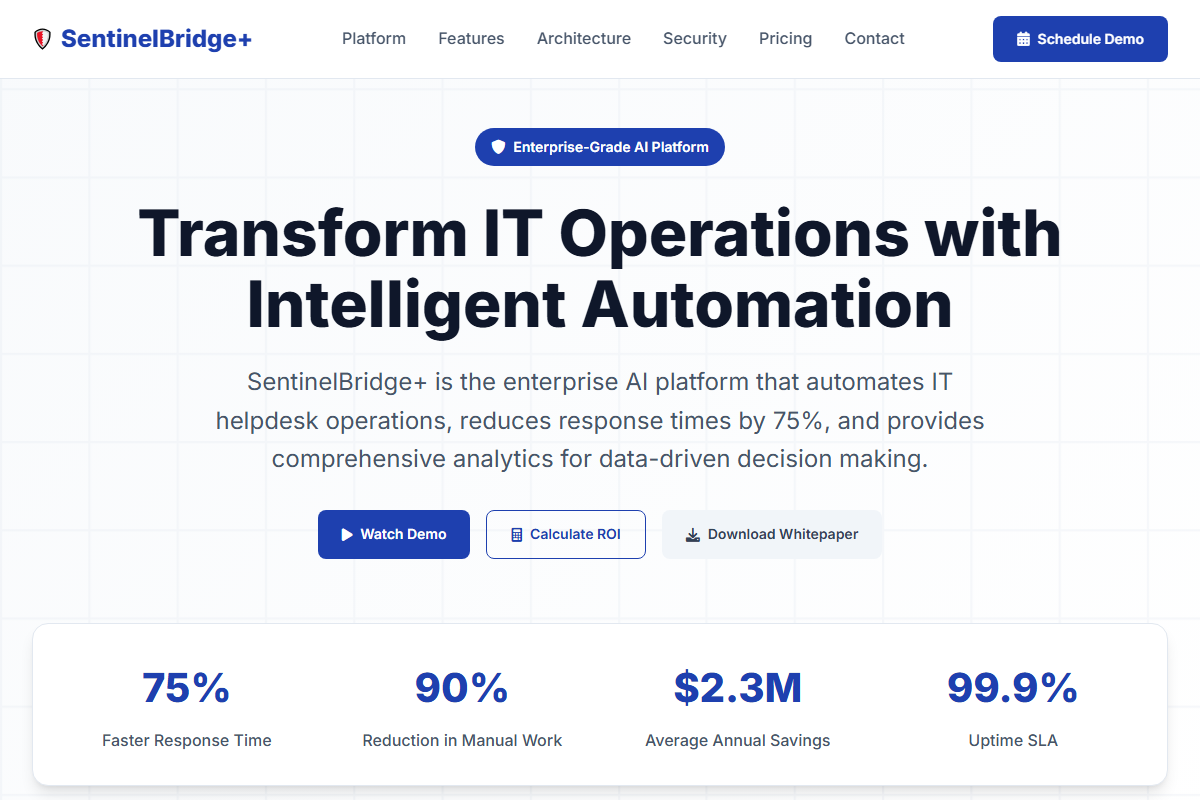 SentinelBridge+
Platform
Features
Architecture
Security
Pricing
Contact
Schedule Demo
Enterprise-Grade AI Platform
Transform IT Operations with
Intelligent Automation
SentinelBridge+ is the enterprise AI platform that automates IT
helpdesk operations, reduces response times by 75%, and provides
comprehensive analytics for data-driven decision making.
Watch Demo
Calculate ROI
Download Whitepaper
75%
Faster Response Time
90%
Reduction in Manual Work
$2.3M
Average Annual Savings
99.9%
Uptime SLA